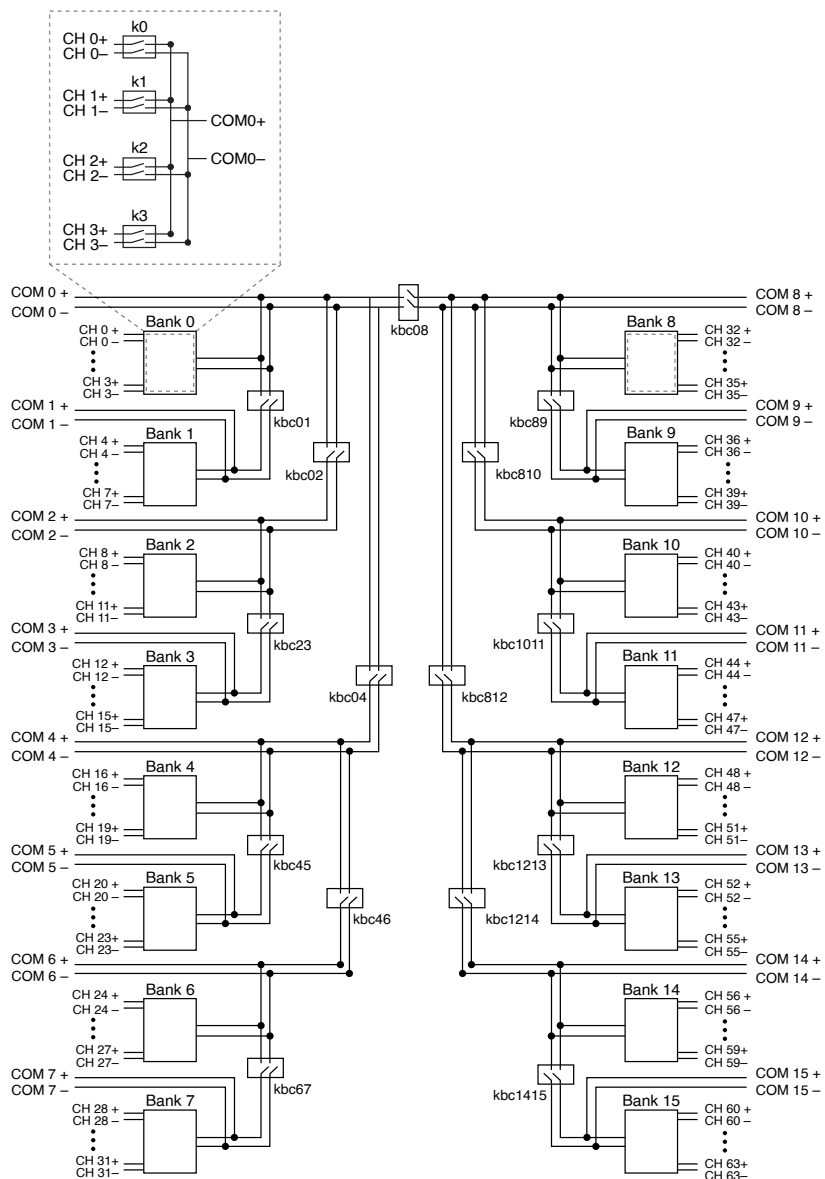 k0
CH 0+
CH 0–
k1
CH 1+
CH 1–
COM0+
k2
CH 2+
CH 2–
COM0–
k3
CH 3+
CH 3–
COM 0 +
COM 0 –
kbc08
COM 8 +
COM 8 –
Bank 0
CH 0 +
CH 0 –
CH 3+
CH 3–
kbc01
Bank 8
CH 32 +
CH 32 –
CH 35+
CH 35–
kbc89
COM 1 +
COM 1 –
Bank 1
CH 4 +
CH 4 –
CH 7+
CH 7–
kbc02
COM 9 +
COM 9 –
Bank 9
CH 36 +
CH 36 –
CH 39+
CH 39–
kbc810
COM 2 +
COM 2 –
Bank 2
CH 8 +
CH 8 –
CH 11+
CH 11–
kbc23
COM 10 +
COM 10 –
Bank 10
CH 40 +
CH 40 –
CH 43+
CH 43–
kbc1011
COM 3 +
COM 3 –
Bank 3
CH 12 +
CH 12 –
CH 15+
CH 15–
kbc04
COM 11 +
COM 11 –
Bank 11
CH 44 +
CH 44 –
CH 47+
CH 47–
kbc812
COM 4 +
COM 4 –
Bank 4
CH 16 +
CH 16 –
CH 19+
CH 19–
kbc45
COM 12 +
COM 12 –
Bank 12
CH 48 +
CH 48 –
CH 51+
CH 51–
kbc1213
COM 5 +
COM 5 –
Bank 5
CH 20 +
CH 20 –
CH 23+
CH 23–
kbc46
COM 13 +
COM 13 –
Bank 13
CH 52 +
CH 52 –
CH 55+
CH 55–
kbc1214
COM 6 +
COM 6 –
Bank 6
CH 24 +
CH 24 –
CH 27+
CH 27–
kbc67
COM 14 +
COM 14 –
Bank 14
CH 56 +
CH 56 –
CH 59+
CH 59–
kbc1415
COM 7 +
COM 7 –
Bank 7
CH 28 +
CH 28 –
CH 31+
CH 31–
COM 15 +
COM 15 –
Bank 15
CH 60 +
CH 60 –
CH 63+
CH 63–